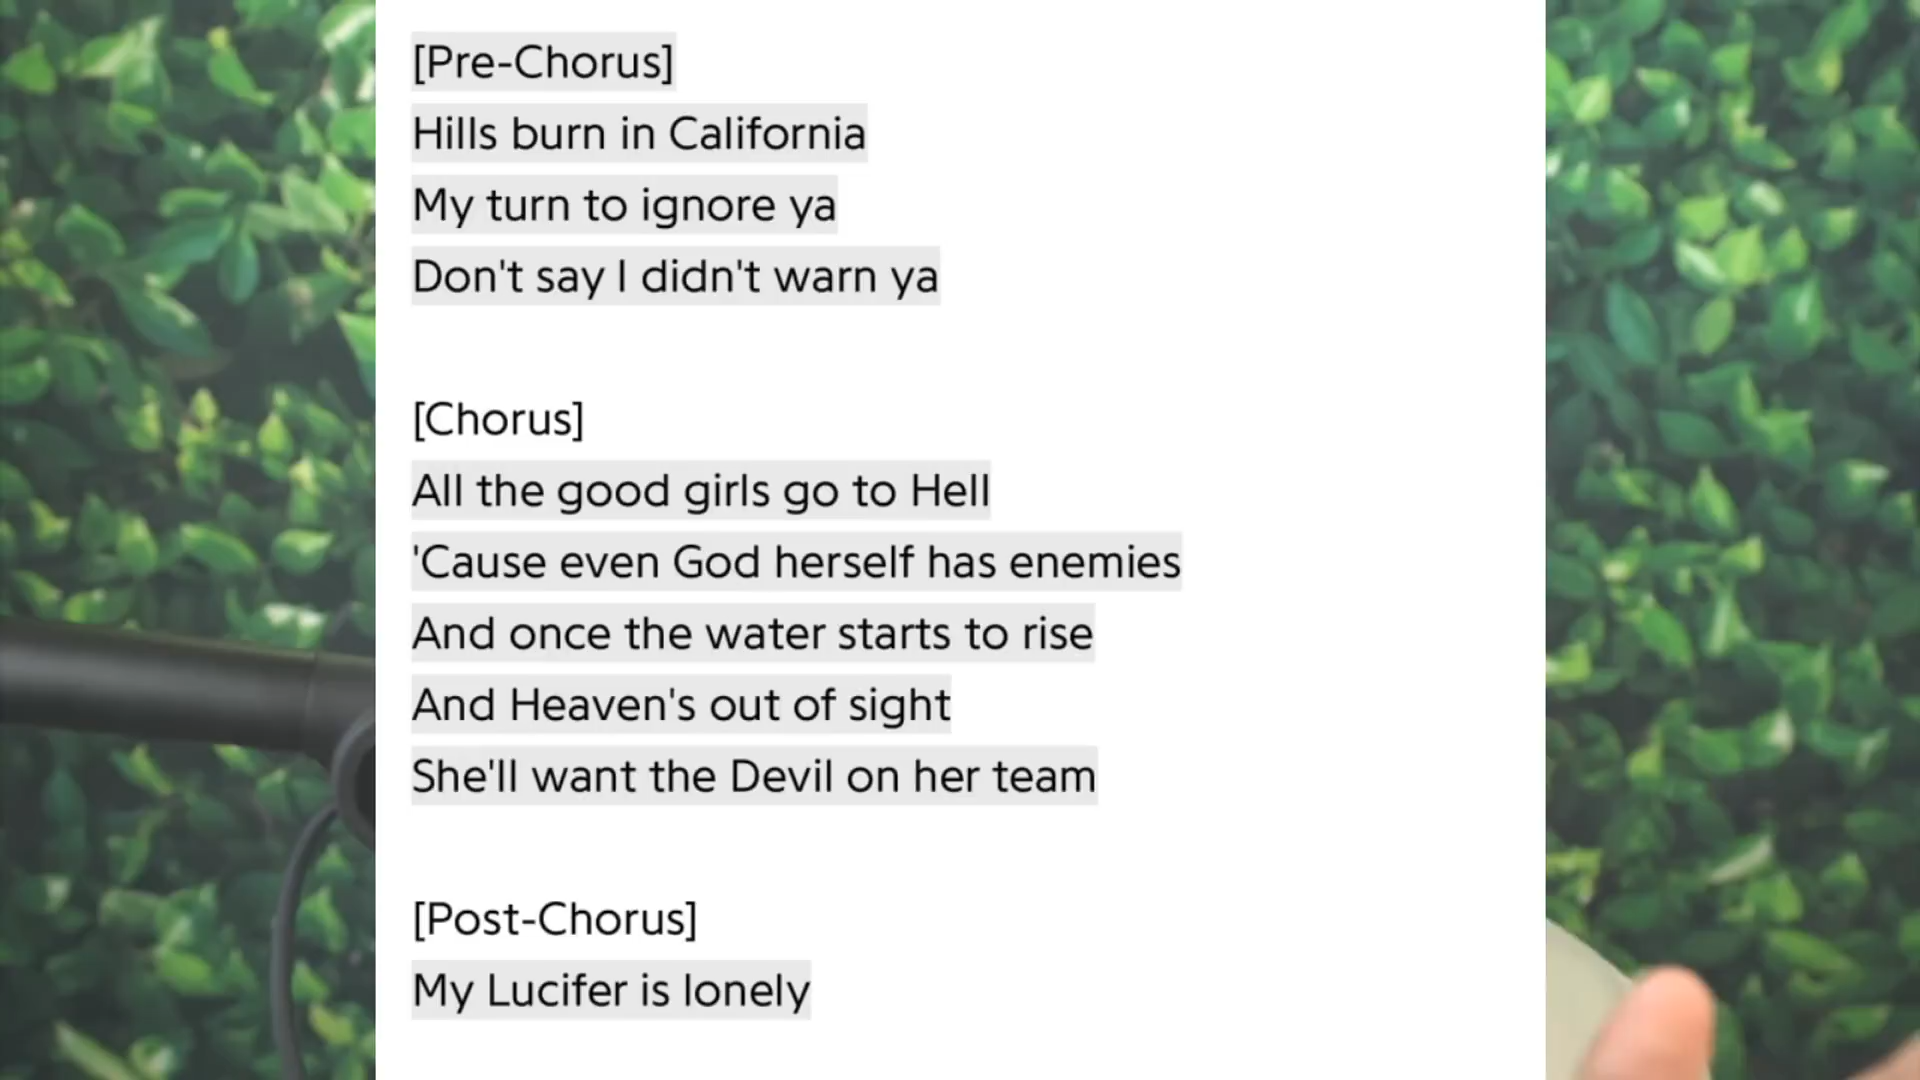 [Pre-Chorus]
Hills burn in California
My turn to ignore ya
Don't say I didn't warn ya
[Chorus]
All the good girls go to Hell
'Cause even God herself has enemies
And once the water starts to rise
And Heaven's out of sight
She'll want the Devil on her team
[Post-Chorus]
My Lucifer is lonely